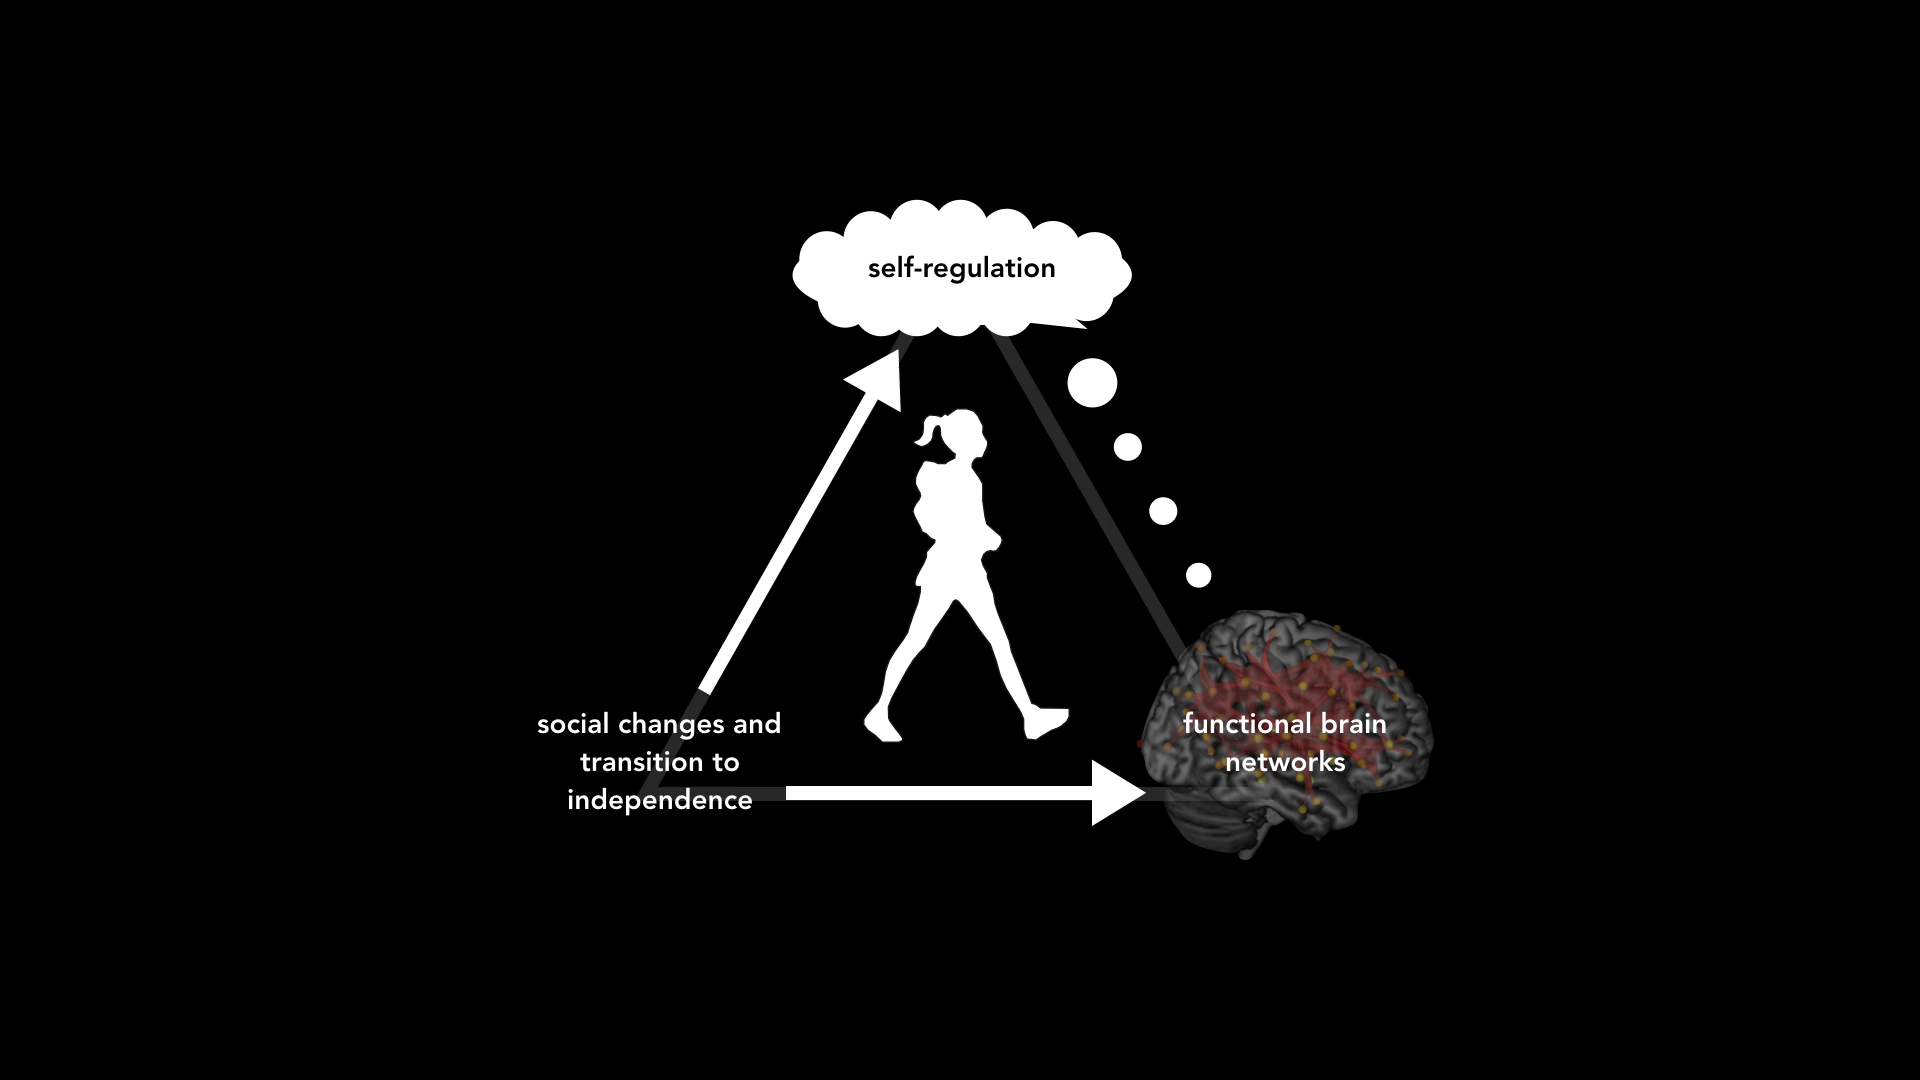 self-regulation
social changes and
transition to
independence
functional brain
networks